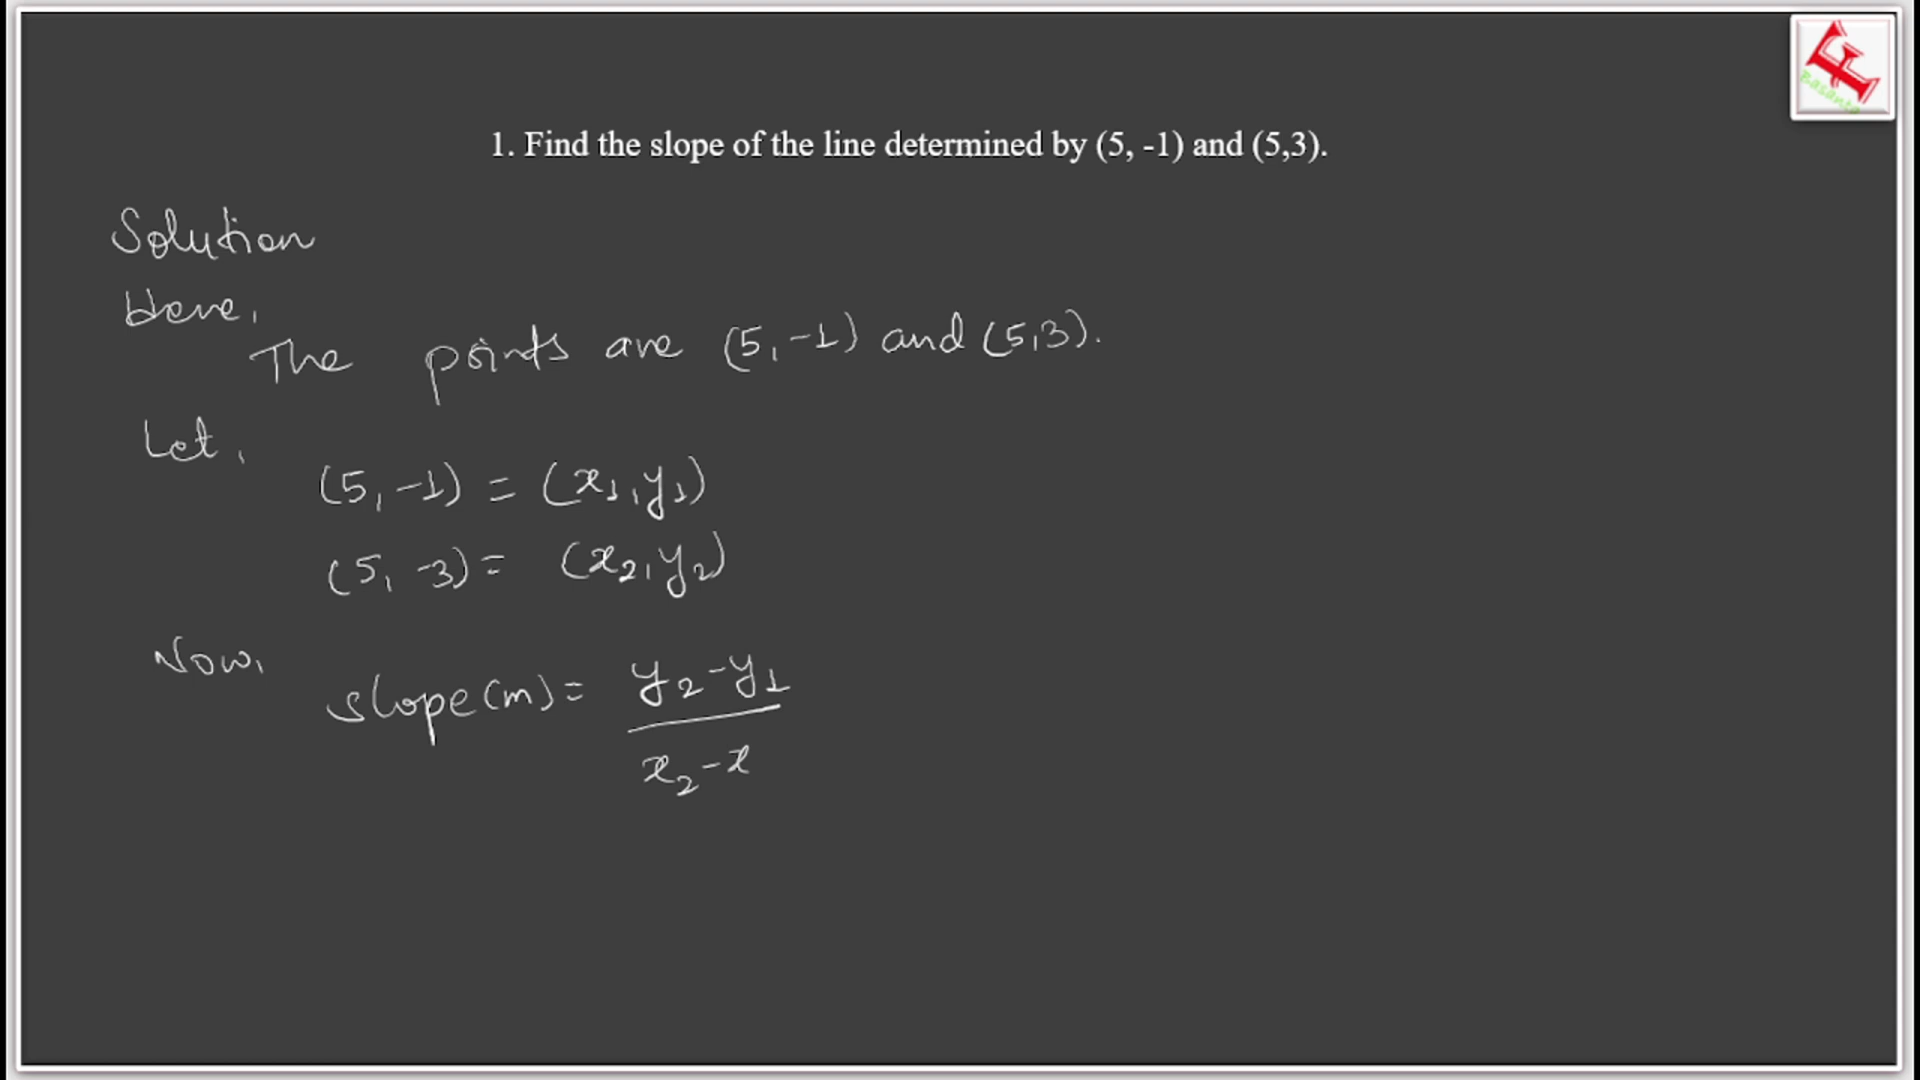 Basanta
1. Find the slope of the line determined by (5, -1) and (5,3).
Solution
Here,
The points are (5, -1) and (5,3).
Let,
(5, -1) = (x1, y1)
(5, -3) = (x2, y2)
Now,
slope(m) = y2 - y1
x2 - x